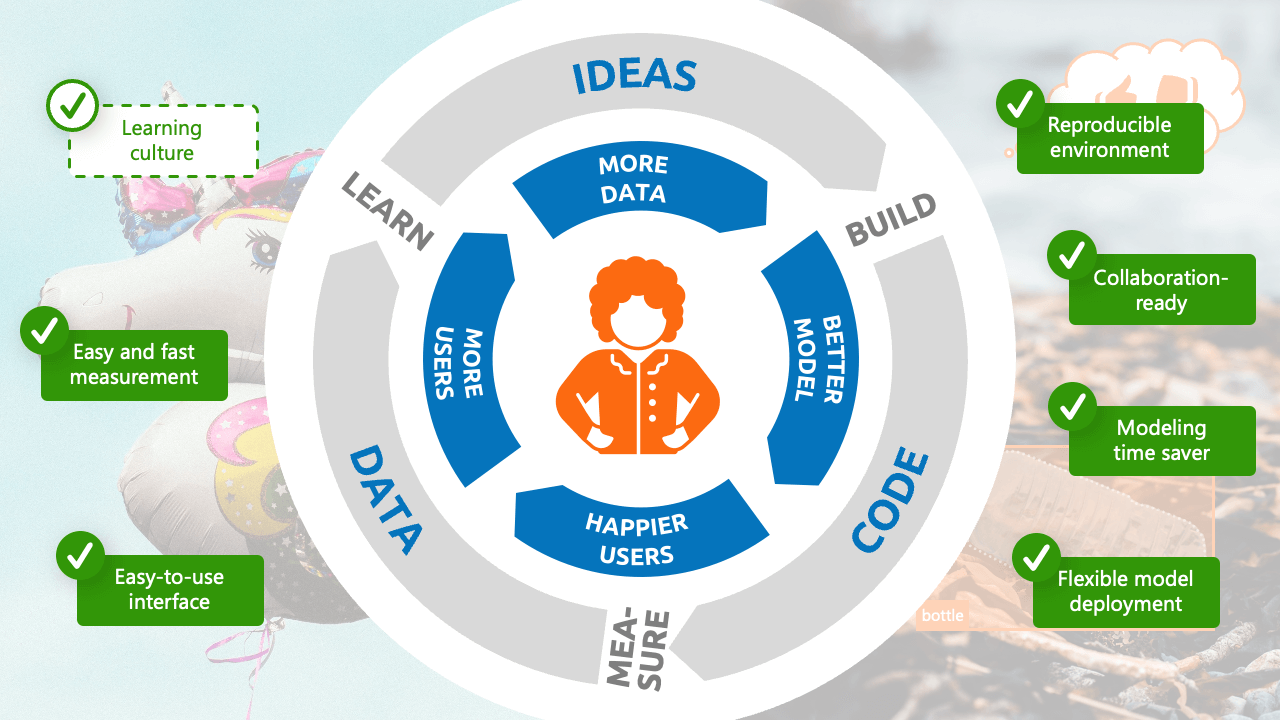 IDEAS
BUILD
CODE
MEA-
SURE
DATA
LEARN
MORE
DATA
BETTER
MODEL
HAPPIER
USERS
MORE
USERS
Learning
culture
Easy and fast
measurement
Easy-to-use
interface
Reproducible
environment
Collaboration-
ready
Modeling
time saver
Flexible model
deployment
bottle